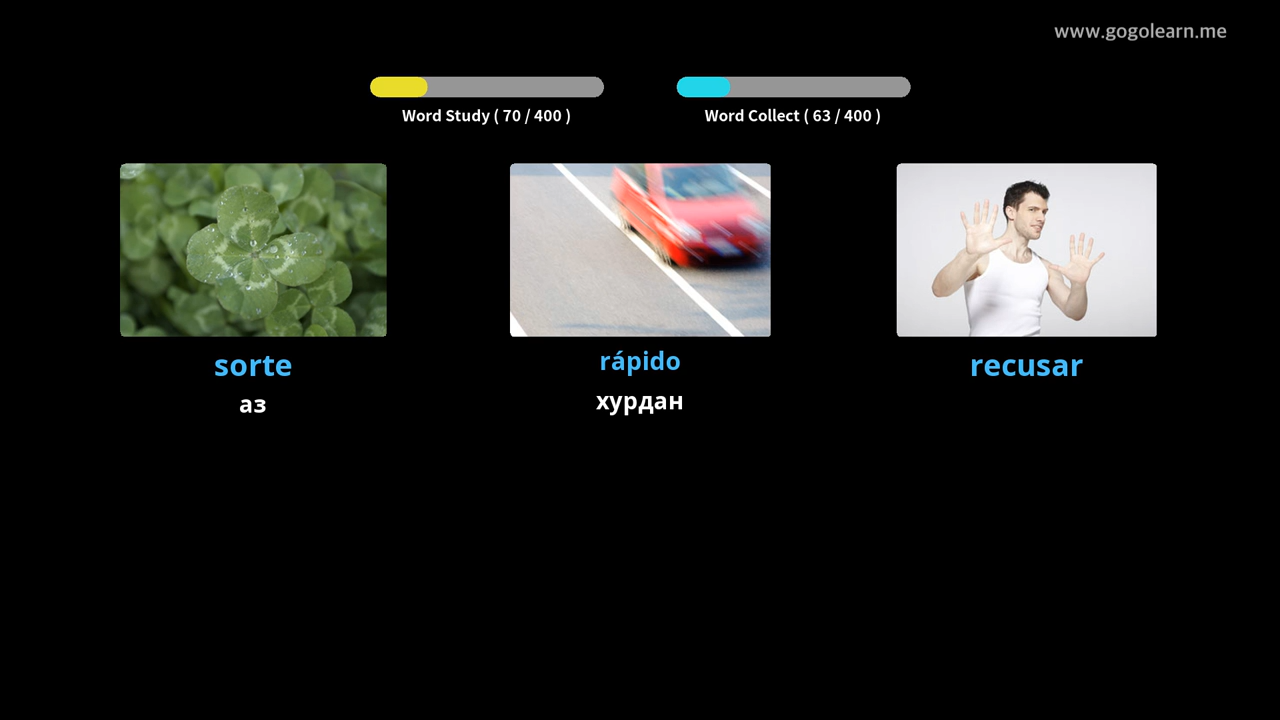 www.gogolearn.me
Word Study ( 70 / 400 )
Word Collect ( 63 / 400 )
sorte
аз
rápido
хурдан
recusar